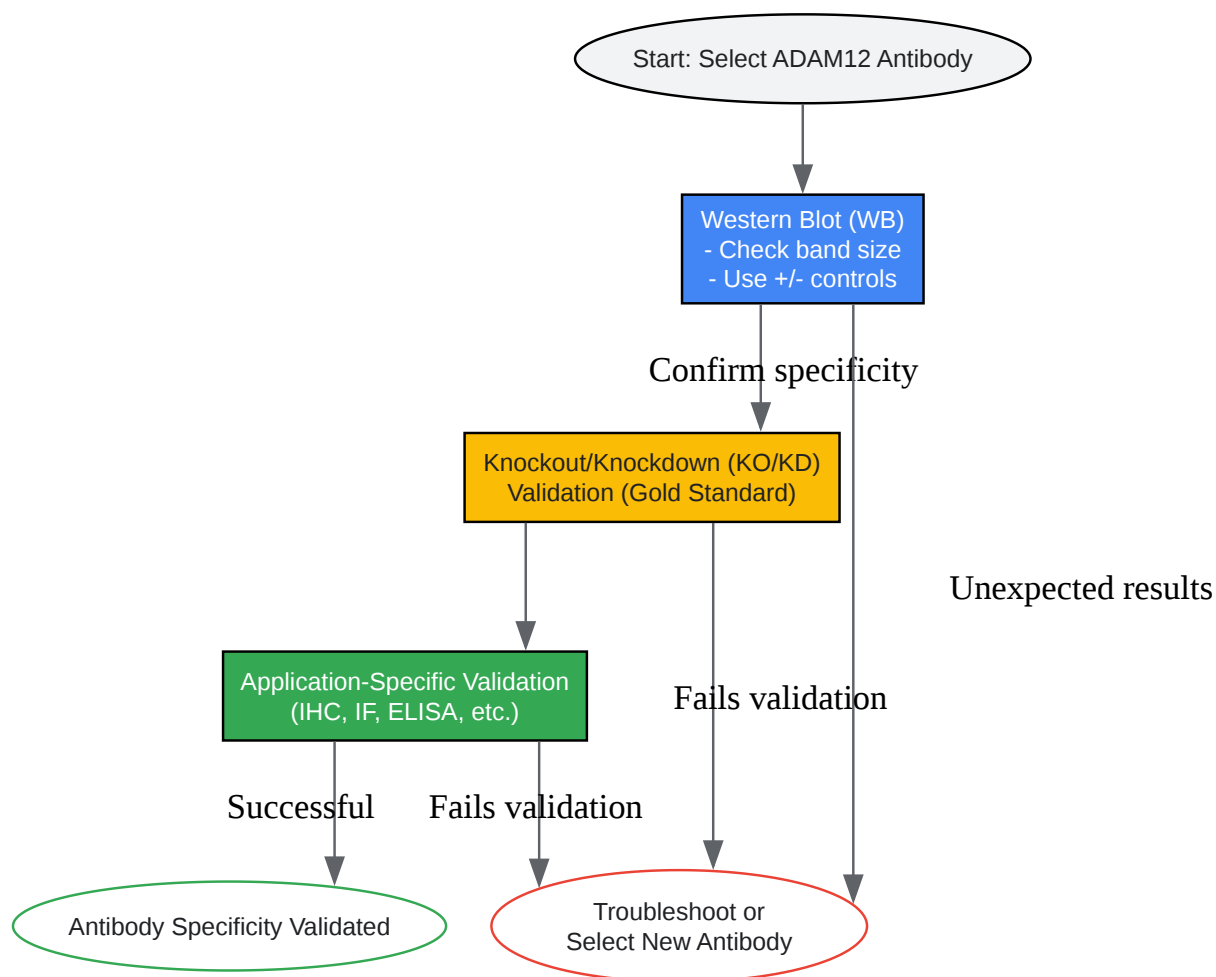 Start: Select ADAM12 Antibody
Western Blot (WB)
- Check band size
- Use +/- controls
Confirm specificity
Knockout/Knockdown (KO/KD)
Validation (Gold Standard)
Unexpected results
Application-Specific Validation
(IHC, IF, ELISA, etc.)
Fails validation
Successful
Fails validation
Antibody Specificity Validated
Troubleshoot or
Select New Antibody